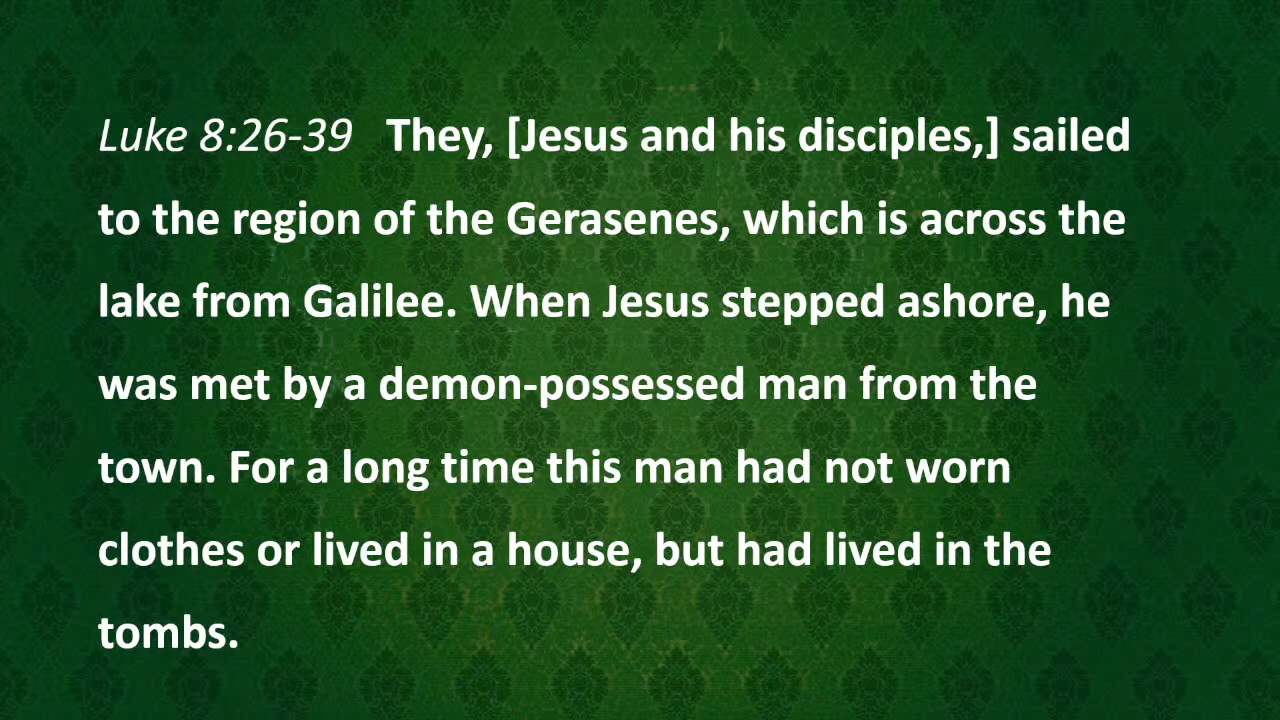 Luke 8:26-39 They, [Jesus and his disciples,] sailed
to the region of the Gerasenes, which is across the
lake from Galilee. When Jesus stepped ashore, he
was met by a demon-possessed man from the
town. For a long time this man had not worn
clothes or lived in a house, but had lived in the
tombs.